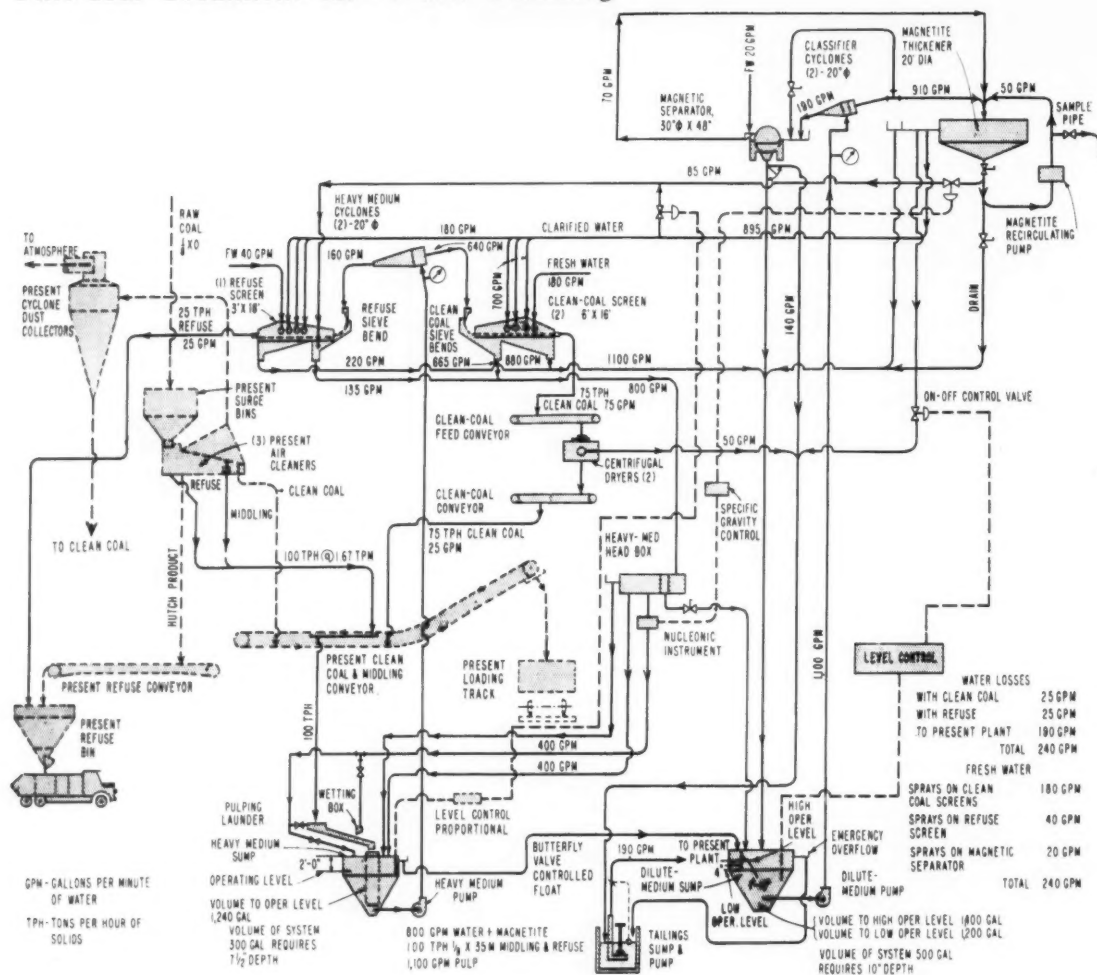 70 GPM
FW 20 GPM
CLASSIFIER
CYCLONES
(2)-20"ϕ
MAGNETITE
THICKENER
20' DIA
MAGNETIC
SEPARATOR,
30"ϕ X 48"
190 GPM
910 GPM
50 GPM
SAMPLE
PIPE
85 GPM
MAGNETITE
RECIRCULATING
PUMP
HEAVY MEDIUM
CYCLONES
(2)-20"ϕ
RAW
COAL
TO
ATMOSPHERE
PRESENT
CYCLONE
DUST
COLLECTORS
FW 40 GPM
180 GPM
CLARIFIED WATER
895 GPM
160 GPM
640 GPM
700 GPM
FRESH WATER
180 GPM
(1) REFUSE
SCREEN
3' X 16'
REFUSE
SIEVE
BEND
CLEAN
COAL
SIEVE
BENDS
CLEAN-COAL SCREEN
(2) 6' X 16'
25 TPH
REFUSE
25 GPM
140 GPM
DRAIN
220 GPM
665 GPM
880 GPM
1100 GPM
135 GPM
800 GPM
75 TPH
CLEAN COAL 75 GPM
PRESENT
SURGE
BINS
(3) PRESENT
AIR
CLEANERS
REFUSE
CLEAN COAL
MIDDLING
CLEAN-COAL
FEED CONVEYOR
CENTRIFUGAL
DRYERS (2)
50 GPM
ON-OFF CONTROL VALVE
CLEAN-COAL
CONVEYOR
75 TPH CLEAN COAL
25 GPM
SPECIFIC
GRAVITY
CONTROL
TO CLEAN COAL
HUTCH PRODUCT
100 TPH @ 1.67 TPM
HEAVY-MED
HEAD BOX
NUCLEONIC
INSTRUMENT
1,100 GPM
LEVEL CONTROL
PRESENT CLEAN
COAL & MIDDLING
CONVEYOR
PRESENT
LOADING
TRACK
PRESENT REFUSE CONVEYOR
PRESENT
REFUSE
BIN
100 TPH
400 GPM
400 GPM
WATER LOSSES
WITH CLEAN COAL 25 GPM
WITH REFUSE 25 GPM
TO PRESENT PLANT 190 GPM
TOTAL 240 GPM
FRESH WATER
SPRAYS ON CLEAN
COAL SCREENS 180 GPM
SPRAYS ON REFUSE
SCREEN 40 GPM
SPRAYS ON MAGNETIC
SEPARATOR 20 GPM
TOTAL 240 GPM
WETTING
BOX
PULPING
LAUNDER
LEVEL CONTROL
PROPORTIONAL
HEAVY MEDIUM
SUMP
2'-0"
OPERATING LEVEL
VOLUME TO OPER LEVEL
1,240 GAL
VOLUME OF SYSTEM
300 GAL REQUIRES
7½" DEPTH
HEAVY MEDIUM
PUMP
BUTTERFLY
VALVE
CONTROLLED
FLOAT
190 GPM
TO PRESENT
PLANT
HIGH
OPEN
LEVEL
EMERGENCY
OVERFLOW
DILUTE-
MEDIUM SUMP
4'
LOW
OPER. LEVEL
DILUTE-
MEDIUM PUMP
TAILINGS
SUMP &
PUMP
VOLUME TO HIGH OPER LEVEL 1,800 GAL
VOLUME TO LOW OPER LEVEL 1,200 GAL.
VOLUME OF SYSTEM 500 GAL
REQUIRES 10" DEPTH
800 GPM WATER + MAGNETITE
100 TPH ⅛ X 35M MIDDLING & REFUSE
1,100 GPM PULP
GPM - GALLONS PER MINUTE
OF WATER
TPH - TONS PER HOUR OF
SOLIDS